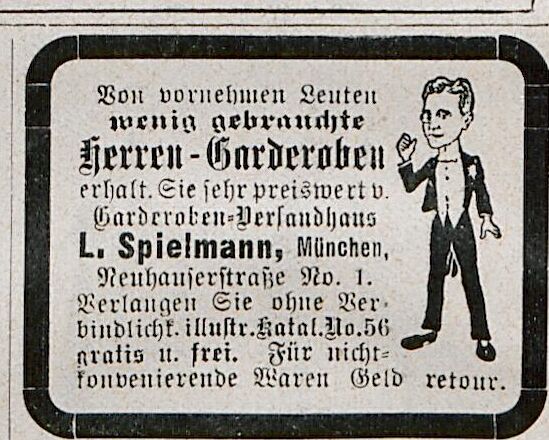 Von vornehmen Leuten
wenig gebrauchte
Herren-Garderoben
erhalt. Sie sehr preiswert v.
Garderoben-Versandhaus
L. Spielmann, München,
Neuhauserstraße No. 1.
Verlangen Sie ohne Ver-
bindlichk. illustr. Katal. No. 56
gratis u. frei. Für nicht-
konvenierende Waren Geld retour.